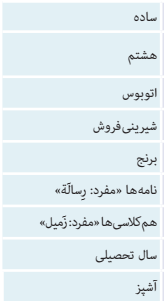 ساده
هشتم
اتوبوس
شیرینی‌فروش
برنج
نامه‌ها «مفرد: رِسالَة»
هم‌کلاسی‌ها «مفرد: زَمیل»
سال تحصیلی
آشپز